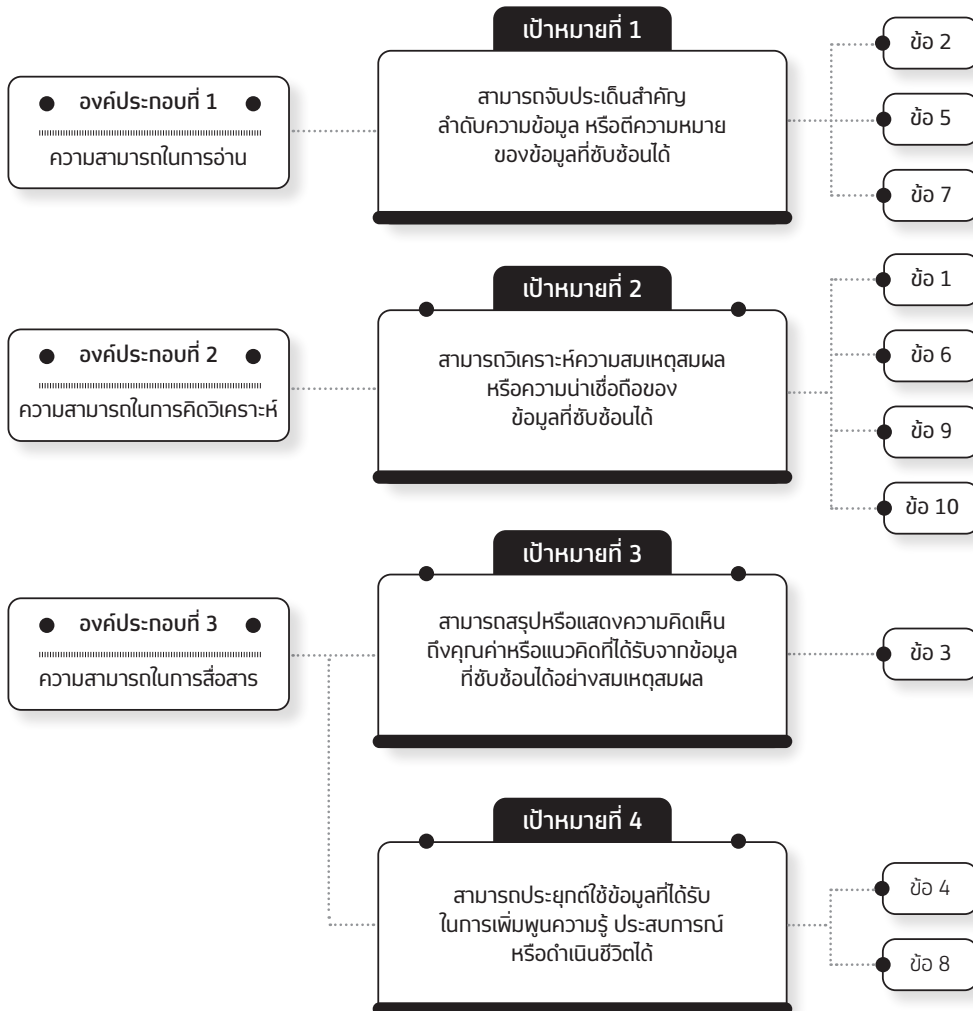 เป้าหมายที่ 1
องค์ประกอบที่ 1
ความสามารถในการอ่าน
สามารถจับประเด็นสำคัญ
ลำดับความข้อมูล หรือตีความหมาย
ของข้อมูลที่ซับซ้อนได้
ข้อ 2
ข้อ 5
ข้อ 7
เป้าหมายที่ 2
องค์ประกอบที่ 2
ความสามารถในการคิดวิเคราะห์
สามารถวิเคราะห์ความสมเหตุสมผล
หรือความน่าเชื่อถือของ
ข้อมูลที่ซับซ้อนได้
ข้อ 1
ข้อ 6
ข้อ 9
ข้อ 10
เป้าหมายที่ 3
องค์ประกอบที่ 3
ความสามารถในการสื่อสาร
สามารถสรุปหรือแสดงความคิดเห็น
ถึงคุณค่าหรือแนวคิดที่ได้รับจากข้อมูล
ที่ซับซ้อนได้อย่างสมเหตุสมผล
ข้อ 3
เป้าหมายที่ 4
สามารถประยุกต์ใช้ข้อมูลที่ได้รับ
ในการเพิ่มพูนความรู้ ประสบการณ์
หรือดำเนินชีวิตได้
ข้อ 4
ข้อ 8